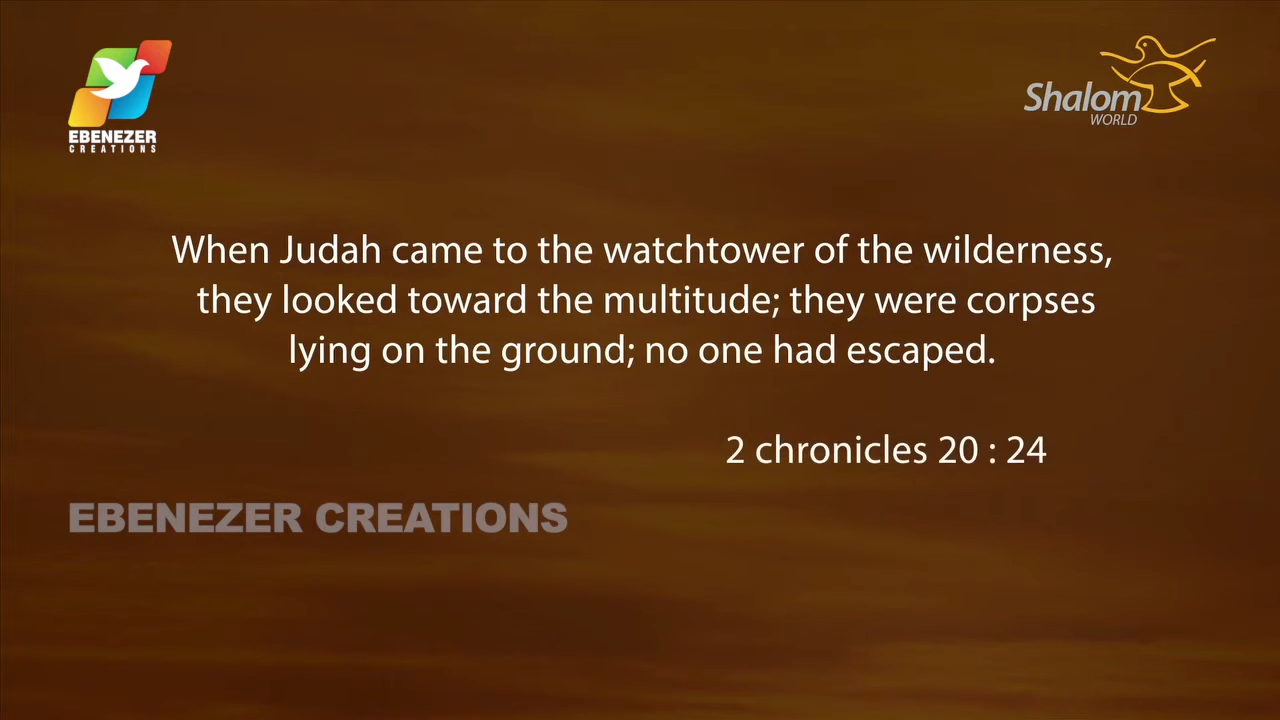 EBENEZER
CREATIONS
Shalom
WORLD
When Judah came to the watchtower of the wilderness,
they looked toward the multitude; they were corpses
lying on the ground; no one had escaped.
2 chronicles 20 : 24
EBENEZER CREATIONS